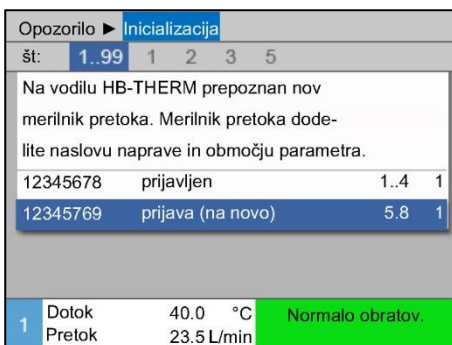 Opozorilo ► Inicializacija
št: 1..99 1 2 3 5
Na vodilu HB-THERM prepoznan nov
merilnik pretoka. Merilnik pretoka dode-
lite naslovu naprave in območju parametra.
12345678 prijavljen 1..4 1
12345769 prijava (na novo) 5.8 1
1 Dotok 40.0 °C Normalo obratov.
Pretok 23.5 L/min